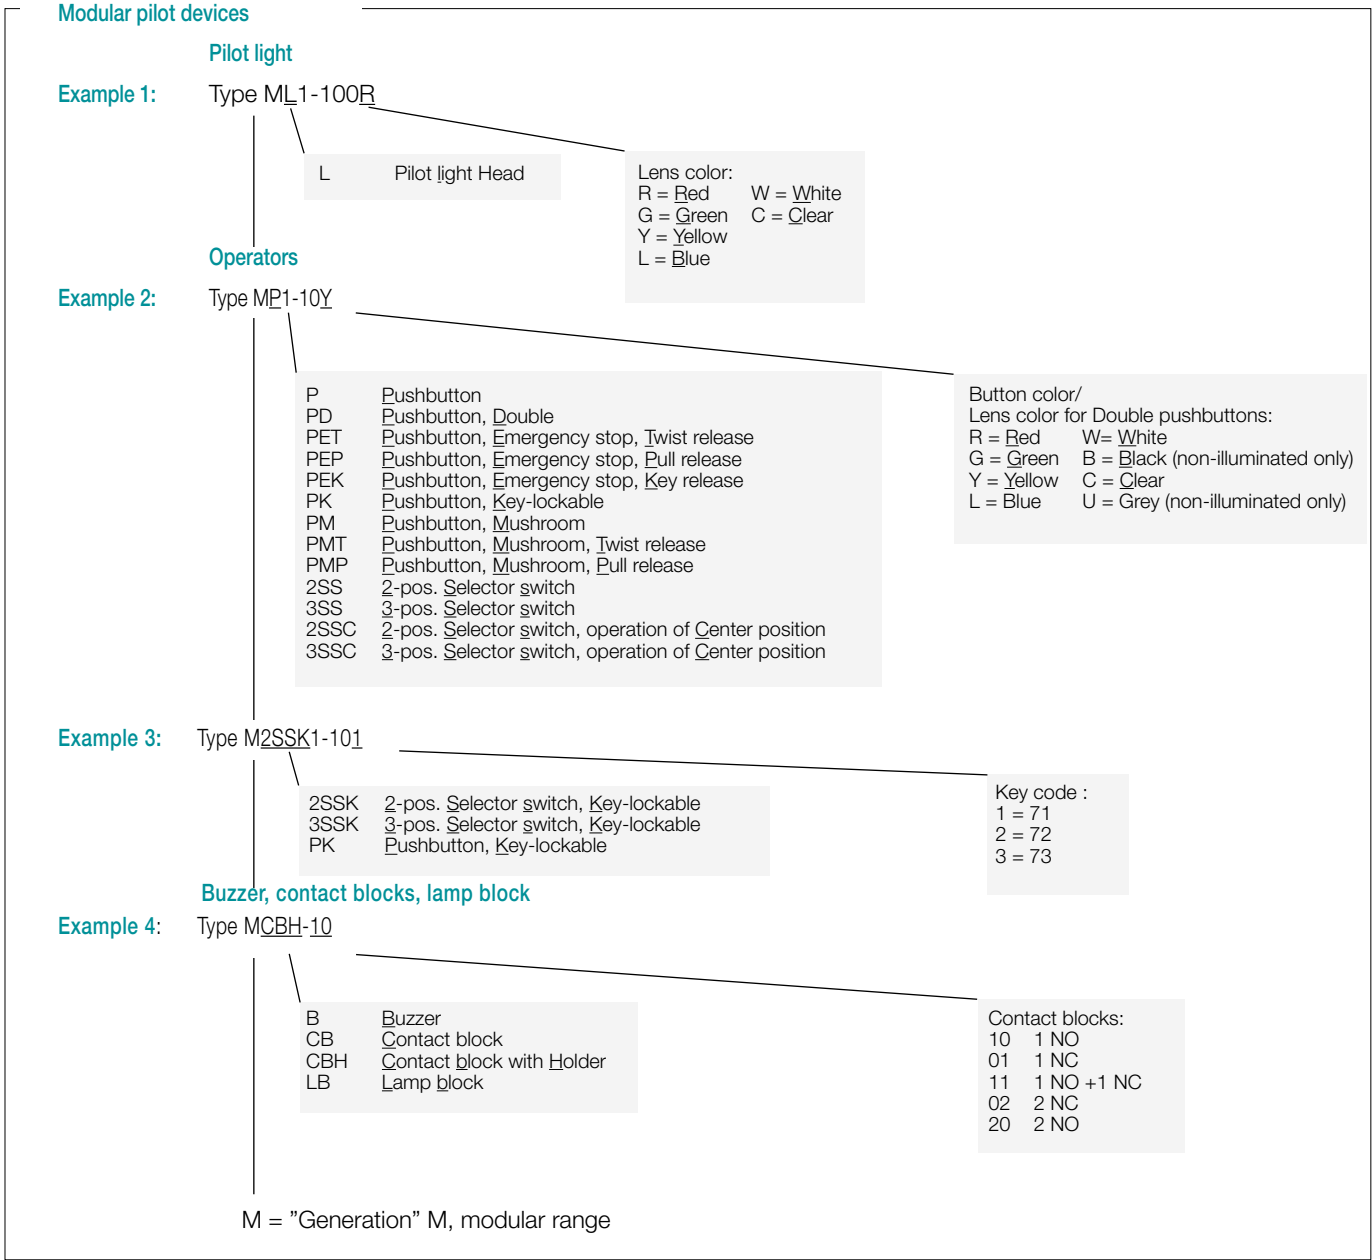 Modular pilot devices
Pilot light
Example 1: Type ML1-100R
L Pilot light Head
Lens color:
R = Red W = White
G = Green C = Clear
Y = Yellow
L = Blue
Operators
Example 2: Type MP1-10Y
P Pushbutton
PD Pushbutton, Double
PET Pushbutton, Emergency stop, Twist release
PEP Pushbutton, Emergency stop, Pull release
PEK Pushbutton, Emergency stop, Key release
PK Pushbutton, Key-lockable
PM Pushbutton, Mushroom
PMT Pushbutton, Mushroom, Twist release
PMP Pushbutton, Mushroom, Pull release
2SS 2-pos. Selector switch
3SS 3-pos. Selector switch
2SSC 2-pos. Selector switch, operation of Center position
3SSC 3-pos. Selector switch, operation of Center position
Button color/
Lens color for Double pushbuttons:
R = Red W= White
G = Green B = Black (non-illuminated only)
Y = Yellow C = Clear
L = Blue U = Grey (non-illuminated only)
Example 3: Type M2SSK1-101
2SSK 2-pos. Selector switch, Key-lockable
3SSK 3-pos. Selector switch, Key-lockable
PK Pushbutton, Key-lockable
Key code :
1 = 71
2 = 72
3 = 73
Buzzer, contact blocks, lamp block
Example 4: Type MCBH-10
B Buzzer
CB Contact block
CBH Contact block with Holder
LB Lamp block
Contact blocks:
10 1 NO
01 1 NC
11 1 NO +1 NC
02 2 NC
20 2 NO
M = ”Generation” M, modular range